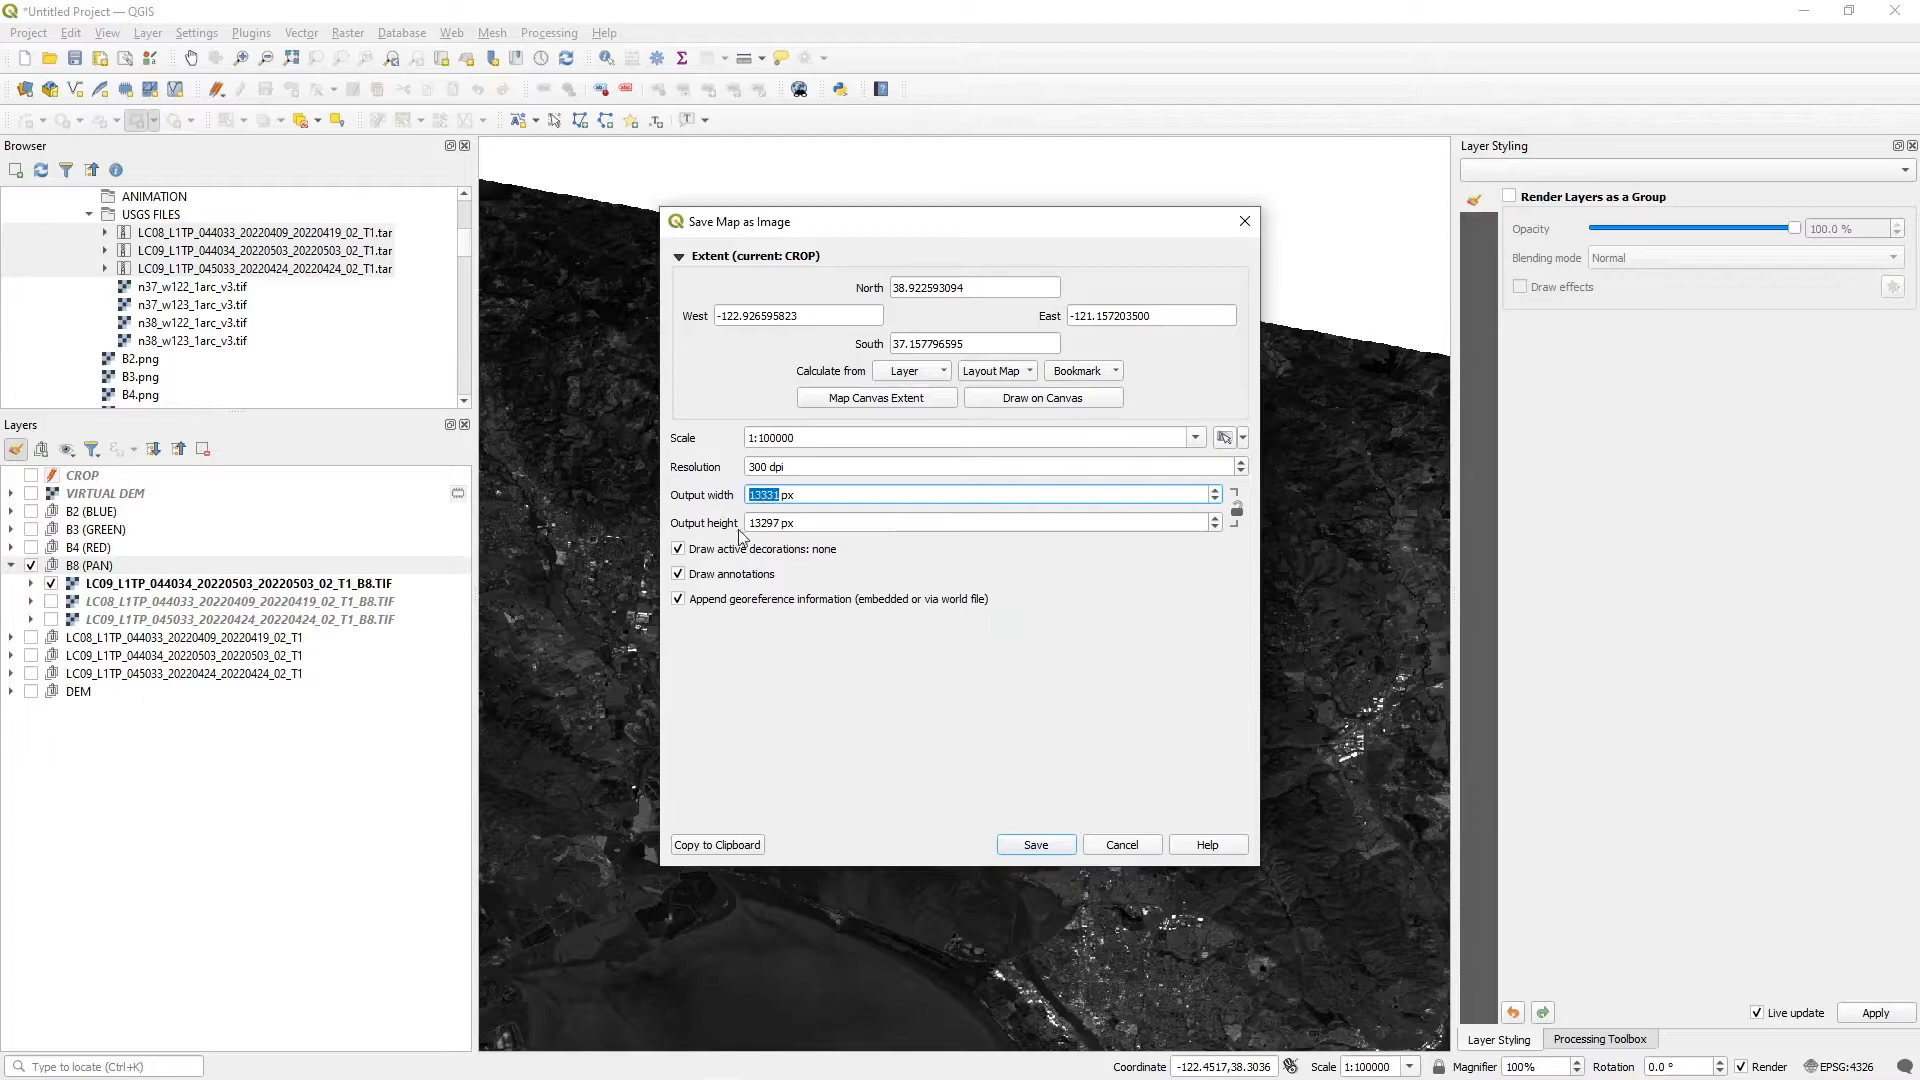 *Untitled Project — QGIS
Project Edit View Layer Settings Plugins Vector Raster Database Web Mesh Processing Help
Browser
ANIMATION
USGS FILES
LC08_L1TP_044033_20220409_20220419_02_T1.tar
LC09_L1TP_044034_20220503_20220503_02_T1.tar
LC09_L1TP_045033_20220424_20220424_02_T1.tar
n37_w122_1arc_v3.tif
n37_w123_1arc_v3.tif
n38_w122_1arc_v3.tif
n38_w123_1arc_v3.tif
B2.png
B3.png
B4.png
Layers
CROP
VIRTUAL DEM
B2 (BLUE)
B3 (GREEN)
B4 (RED)
B8 (PAN)
LC09_L1TP_044034_20220503_20220503_02_T1_B8.TIF
LC08_L1TP_044033_20220409_20220419_02_T1_B8.TIF
LC09_L1TP_045033_20220424_20220424_02_T1_B8.TIF
LC08_L1TP_044033_20220409_20220419_02_T1
LC09_L1TP_044034_20220503_20220503_02_T1
LC09_L1TP_045033_20220424_20220424_02_T1
DEM
Save Map as Image
Extent (current: CROP)
North 38.922593094
West -122.926595823 East -121.157203500
South 37.157796595
Calculate from Layer Layout Map Bookmark
Map Canvas Extent Draw on Canvas
Scale 1:100000
Resolution 300 dpi
Output width 13331 px
Output height 13297 px
Draw active decorations: none
Draw annotations
Append georeference information (embedded or via world file)
Copy to Clipboard Save Cancel Help
Layer Styling
Render Layers as a Group
Opacity 100.0 %
Blending mode Normal
Draw effects
Live update Apply
Layer Styling Processing Toolbox
Type to locate (Ctrl+K) Coordinate -122.4517,38.3036 Scale 1:100000 Magnifier 100% Rotation 0.0 ° Render EPSG:4326